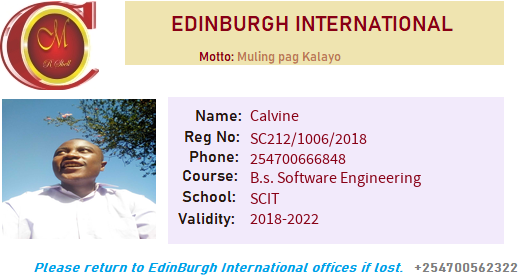 EDINBURGH INTERNATIONAL
Motto: Muling pag Kalayo
M
R Shell
Name: Calvine
Reg No: SC212/1006/2018
Phone: 254700666848
Course: B.s. Software Engineering
School: SCIT
Validity: 2018-2022
Please return to EdinBurgh International offices if lost. +254700562322